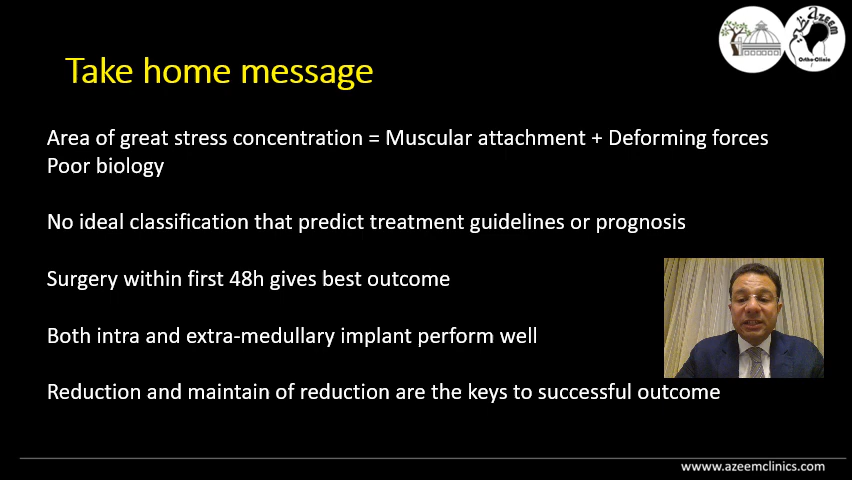 Azeem
Ortho-Clinic
Take home message
Area of great stress concentration = Muscular attachment + Deforming forces
Poor biology
No ideal classification that predict treatment guidelines or prognosis
Surgery within first 48h gives best outcome
Both intra and extra-medullary implant perform well
Reduction and maintain of reduction are the keys to successful outcome
wwww.azeemclinics.com